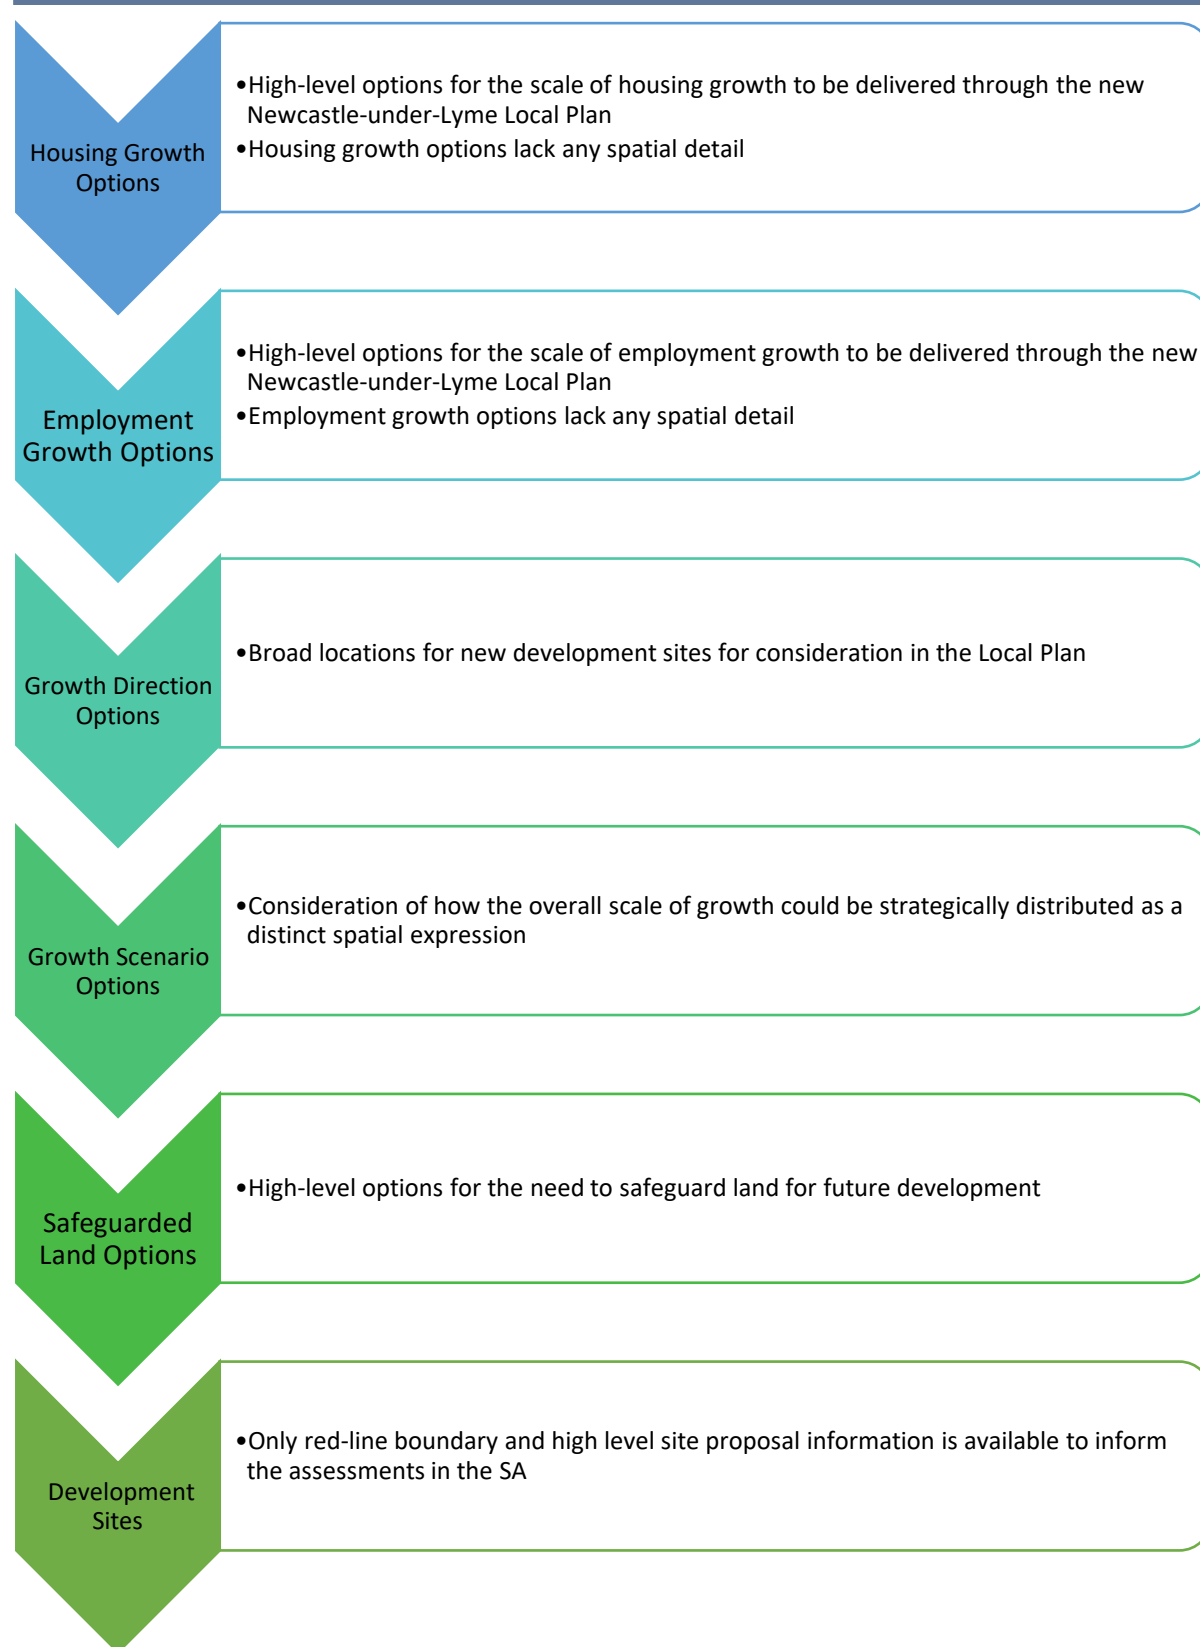 Housing Growth
Options
•High-level options for the scale of housing growth to be delivered through the new
Newcastle-under-Lyme Local Plan
•Housing growth options lack any spatial detail
Employment
Growth Options
•High-level options for the scale of employment growth to be delivered through the new
Newcastle-under-Lyme Local Plan
•Employment growth options lack any spatial detail
Growth Direction
Options
•Broad locations for new development sites for consideration in the Local Plan
Growth Scenario
Options
•Consideration of how the overall scale of growth could be strategically distributed as a
distinct spatial expression
Safeguarded
Land Options
•High-level options for the need to safeguard land for future development
Development
Sites
•Only red-line boundary and high level site proposal information is available to inform
the assessments in the SA